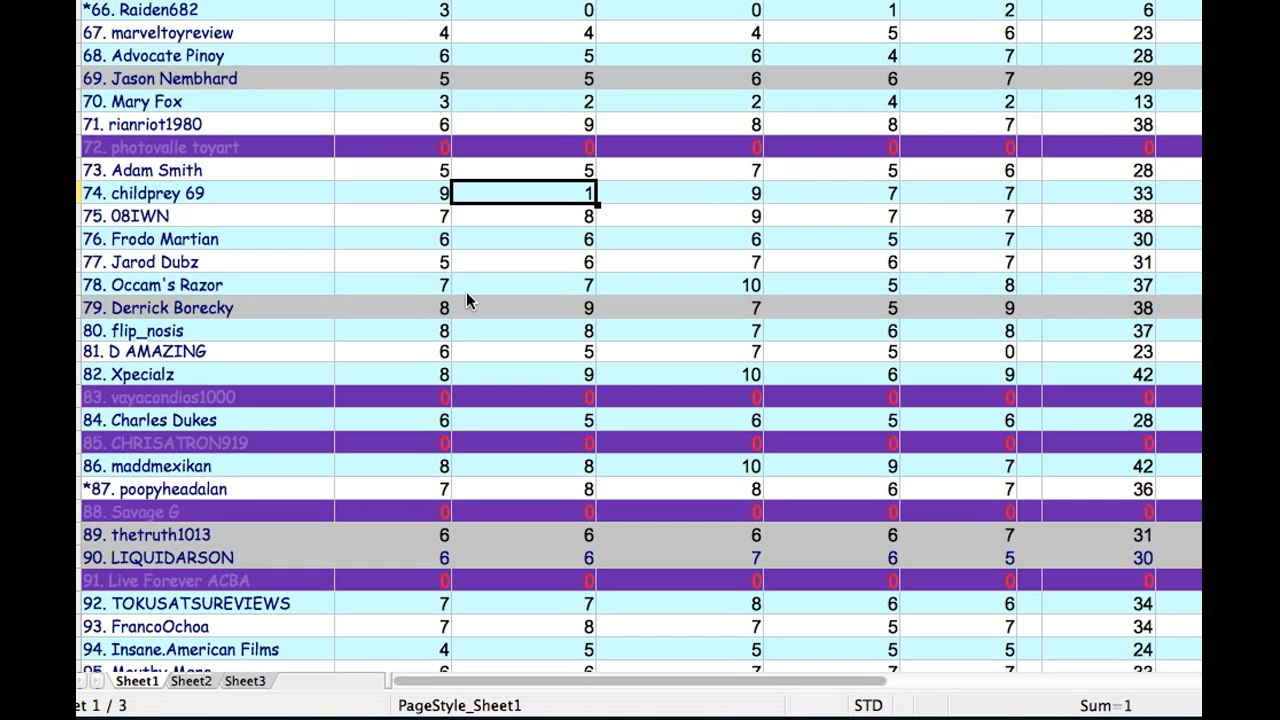 *66. Raiden682 3 0 0 1 2 6
67. marveltoyreview 4 4 4 5 6 23
68. Advocate Pinoy 6 5 6 4 7 28
69. Jason Nembhard 5 5 6 6 7 29
70. Mary Fox 3 2 2 4 2 13
71. rianriot1980 6 9 8 8 7 38
72. photovalle toyart 0 0 0 0 0 0
73. Adam Smith 5 5 7 5 6 28
74. childprey 69 9 1 9 7 7 33
75. 08IWN 7 8 9 7 7 38
76. Frodo Martian 6 6 6 5 7 30
77. Jarod Dubz 5 6 7 6 7 31
78. Occam's Razor 7 7 10 5 8 37
79. Derrick Borecky 8 9 7 5 9 38
80. flip_nosis 8 8 7 6 8 37
81. D AMAZING 6 5 7 5 0 23
82. Xpecialz 8 9 10 6 9 42
83. vayacondios1000 0 0 0 0 0 0
84. Charles Dukes 6 5 6 5 6 28
85. CHRISATRON919 0 0 0 0 0 0
86. maddmexikan 8 8 10 9 7 42
*87. poopyheadalan 7 8 8 6 7 36
88. Savage G 0 0 0 0 0 0
89. thetruth1013 6 6 6 6 7 31
90. LIQUIDARSON 6 6 7 6 5 30
91. Live Forever ACBA 0 0 0 0 0 0
92. TOKUSATSUREVIEWS 7 7 8 6 6 34
93. FrancoOchoa 7 8 7 5 7 34
94. Insane.American Films 4 5 5 5 5 24
Sheet1 Sheet2 Sheet3
et 1 / 3 PageStyle_Sheet1 STD Sum=1